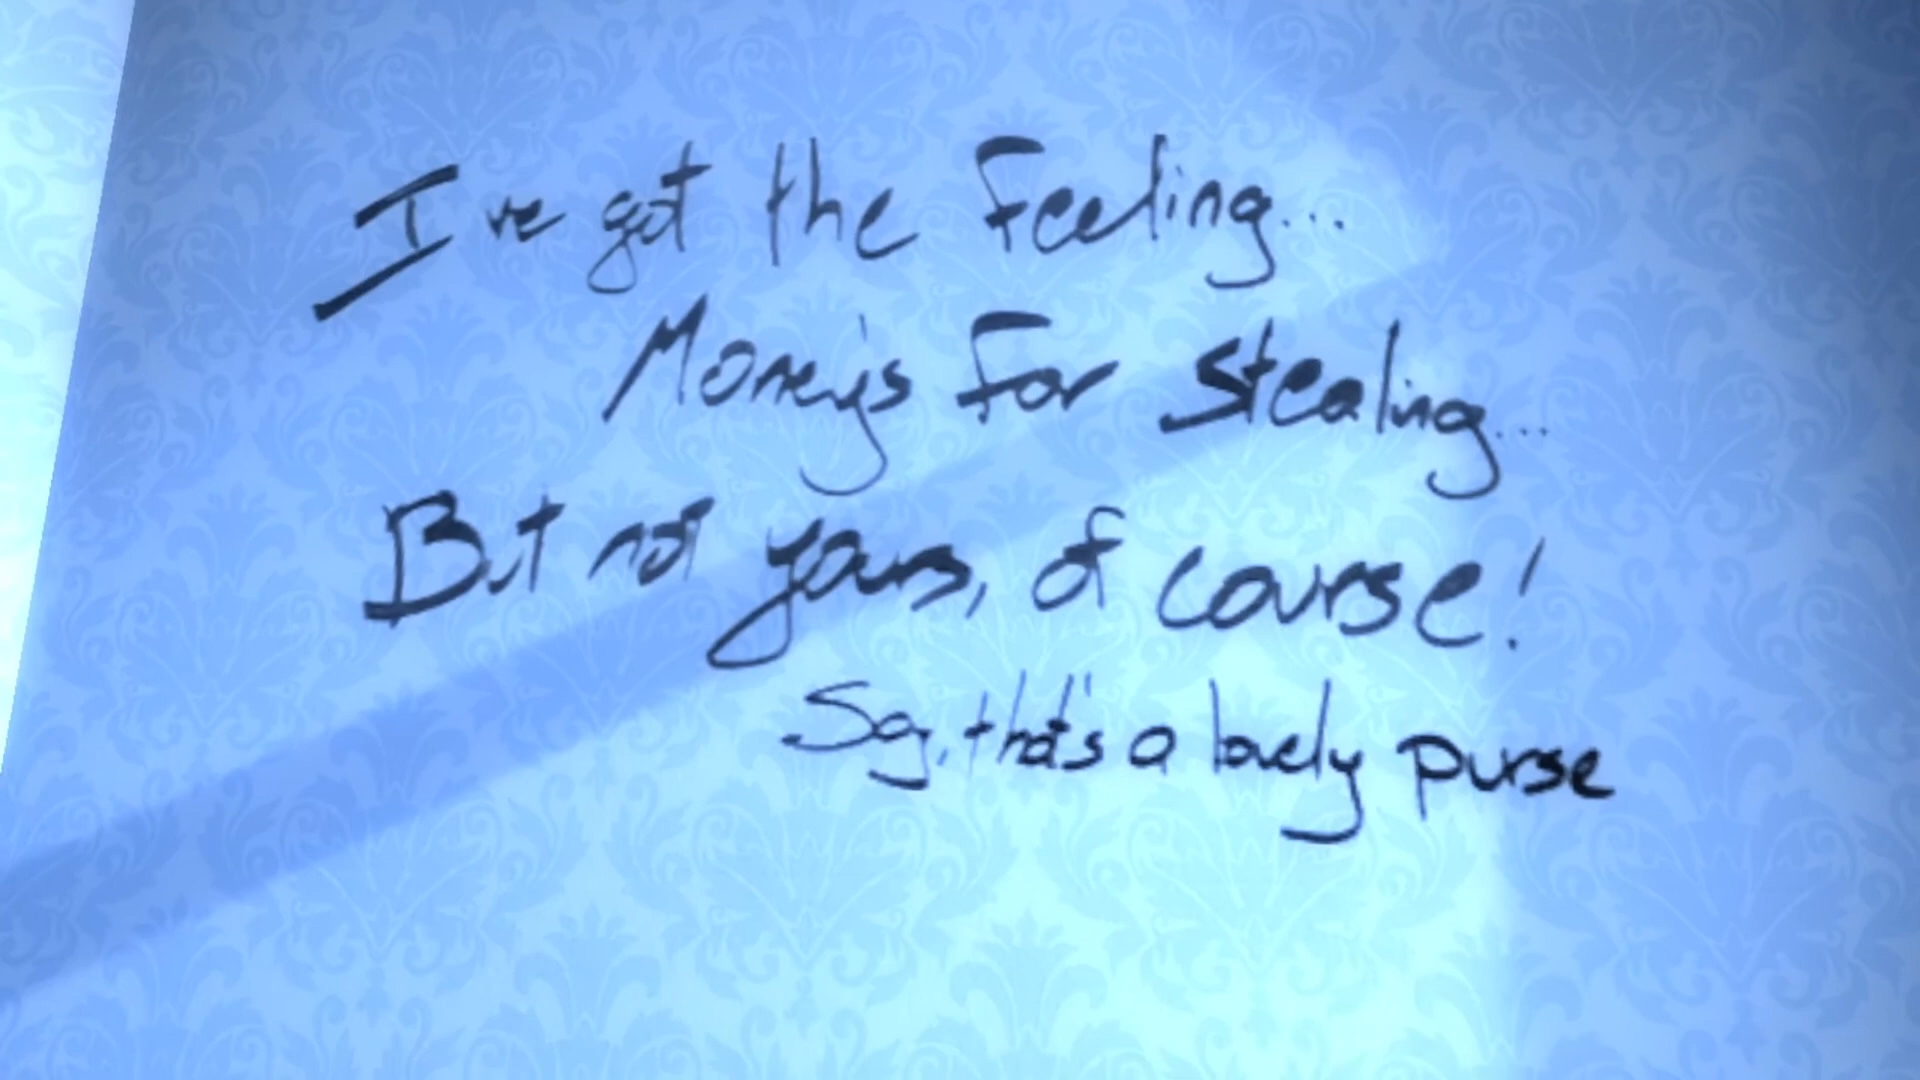 I've got the Feeling...
Money's For stealing...
But not yours, of course!
Say, that's a lovely purse